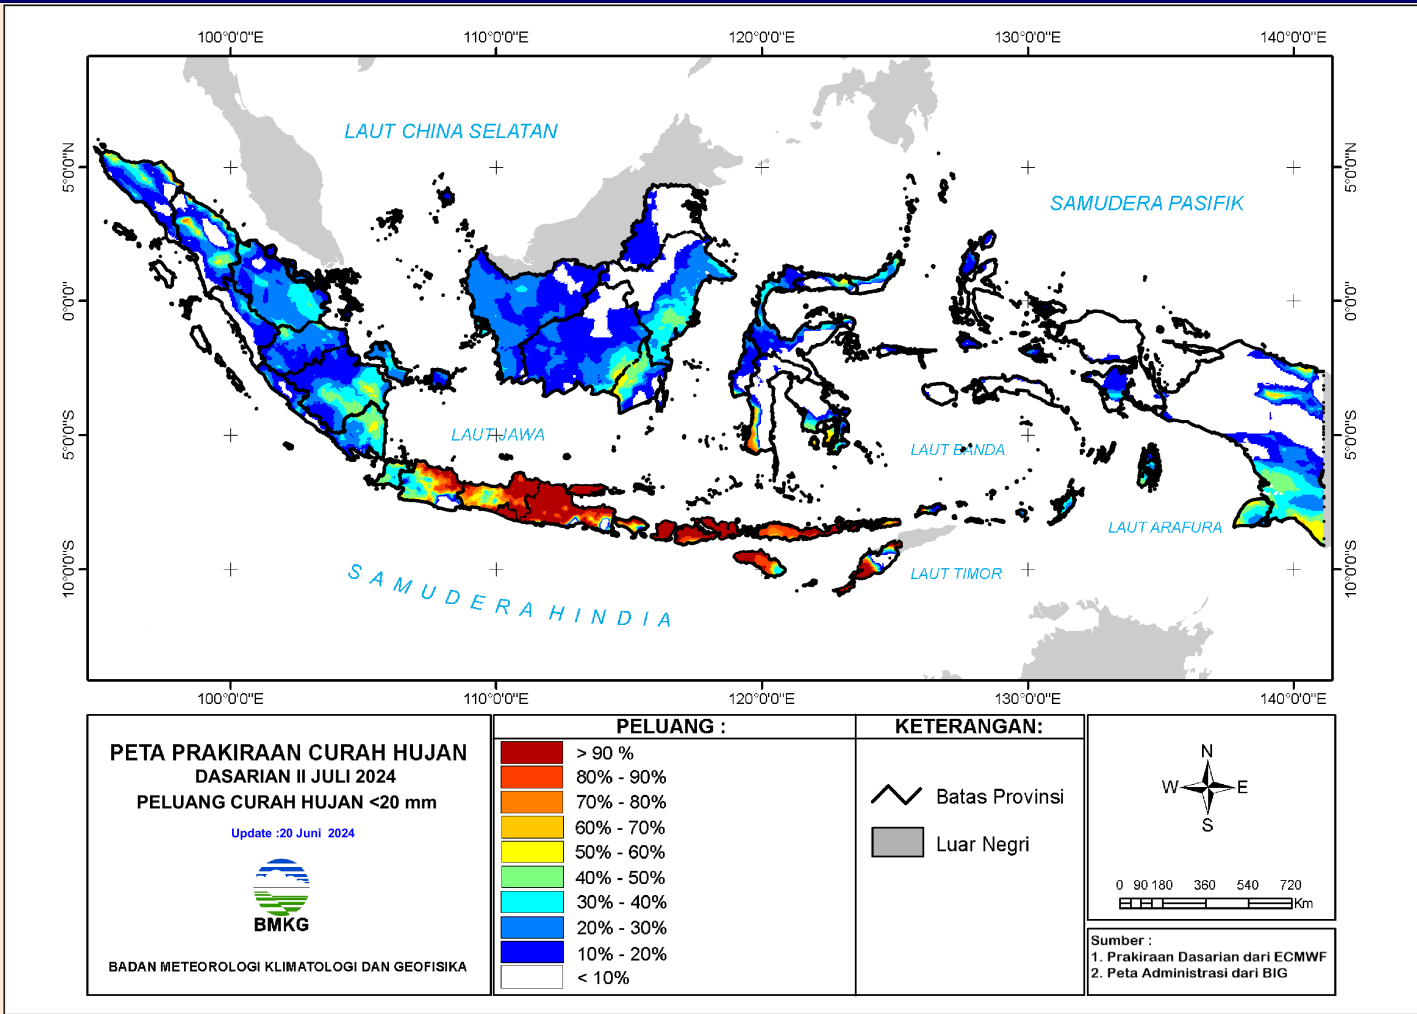 100°0'0"E 110°0'0"E 120°0'0"E 130°0'0"E 140°0'0"E
LAUT CHINA SELATAN
5°0'0"N 5°0'0"N
SAMUDERA PASIFIK
0°0'0" 0°0'0"
LAUT JAWA
5°0'0"S 5°0'0"S
LAUT BANDA
LAUT ARAFURA
10°0'0"S 10°0'0"S
LAUT TIMOR
SAMUDERA HINDIA
100°0'0"E 110°0'0"E 120°0'0"E 130°0'0"E 140°0'0"E
PETA PRAKIRAAN CURAH HUJAN
DASARIAN II JULI 2024
PELUANG CURAH HUJAN <20 mm
Update :20 Juni 2024
BMKG
BADAN METEOROLOGI KLIMATOLOGI DAN GEOFISIKA
PELUANG :
> 90 %
80% - 90%
70% - 80%
60% - 70%
50% - 60%
40% - 50%
30% - 40%
20% - 30%
10% - 20%
< 10%
KETERANGAN:
Batas Provinsi
Luar Negri
N
W E
S
0 90 180 360 540 720
Km
Sumber :
1. Prakiraan Dasarian dari ECMWF
2. Peta Administrasi dari BIG